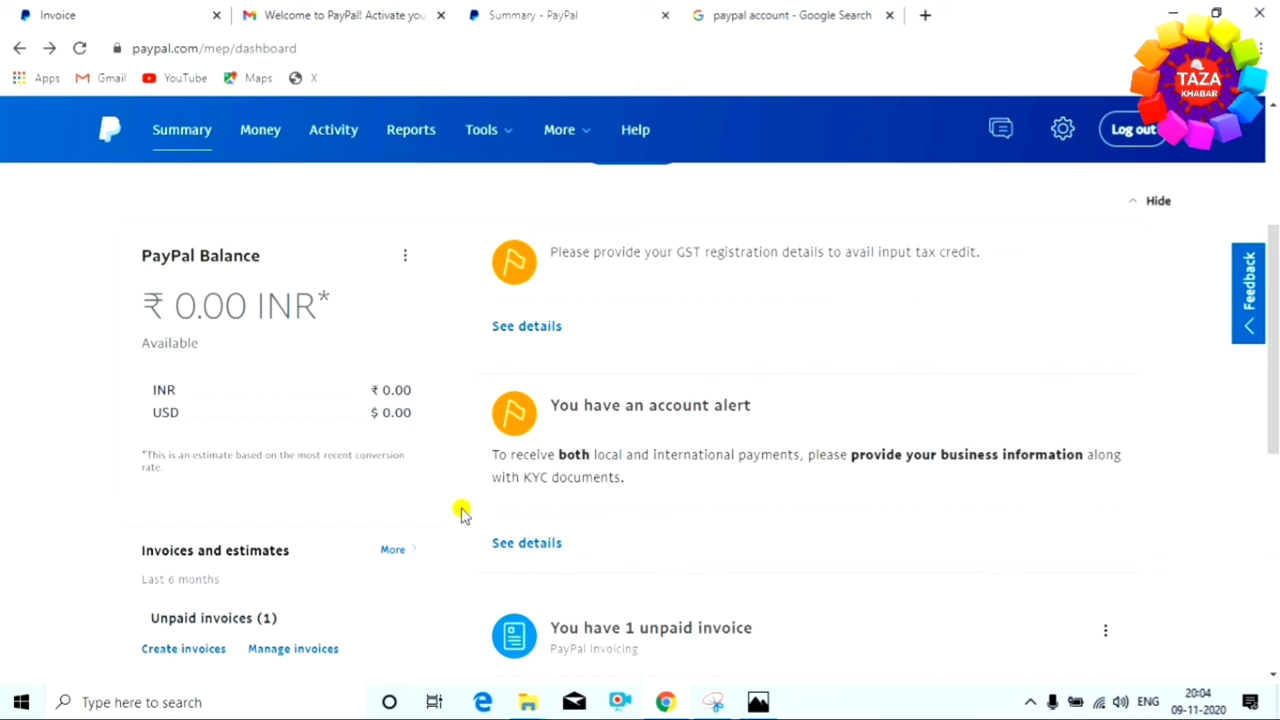 Invoice
Welcome to PayPal! Activate you
Summary - PayPal
paypal account - Google Search
paypal.com/mep/dashboard
Apps
Gmail
YouTube
Maps
X
TAZA
KHABAR
Summary
Money
Activity
Reports
Tools
More
Help
Log out
Hide
PayPal Balance
₹ 0.00 INR*
Available
INR ₹ 0.00
USD $ 0.00
*This is an estimate based on the most recent conversion
rate.
Please provide your GST registration details to avail input tax credit.
See details
You have an account alert
To receive both local and international payments, please provide your business information along
with KYC documents.
See details
Feedback
Invoices and estimates
More
Last 6 months
Unpaid invoices (1)
Create invoices
Manage invoices
You have 1 unpaid invoice
PayPal Invoicing
Type here to search
ENG
20:04
09-11-2020